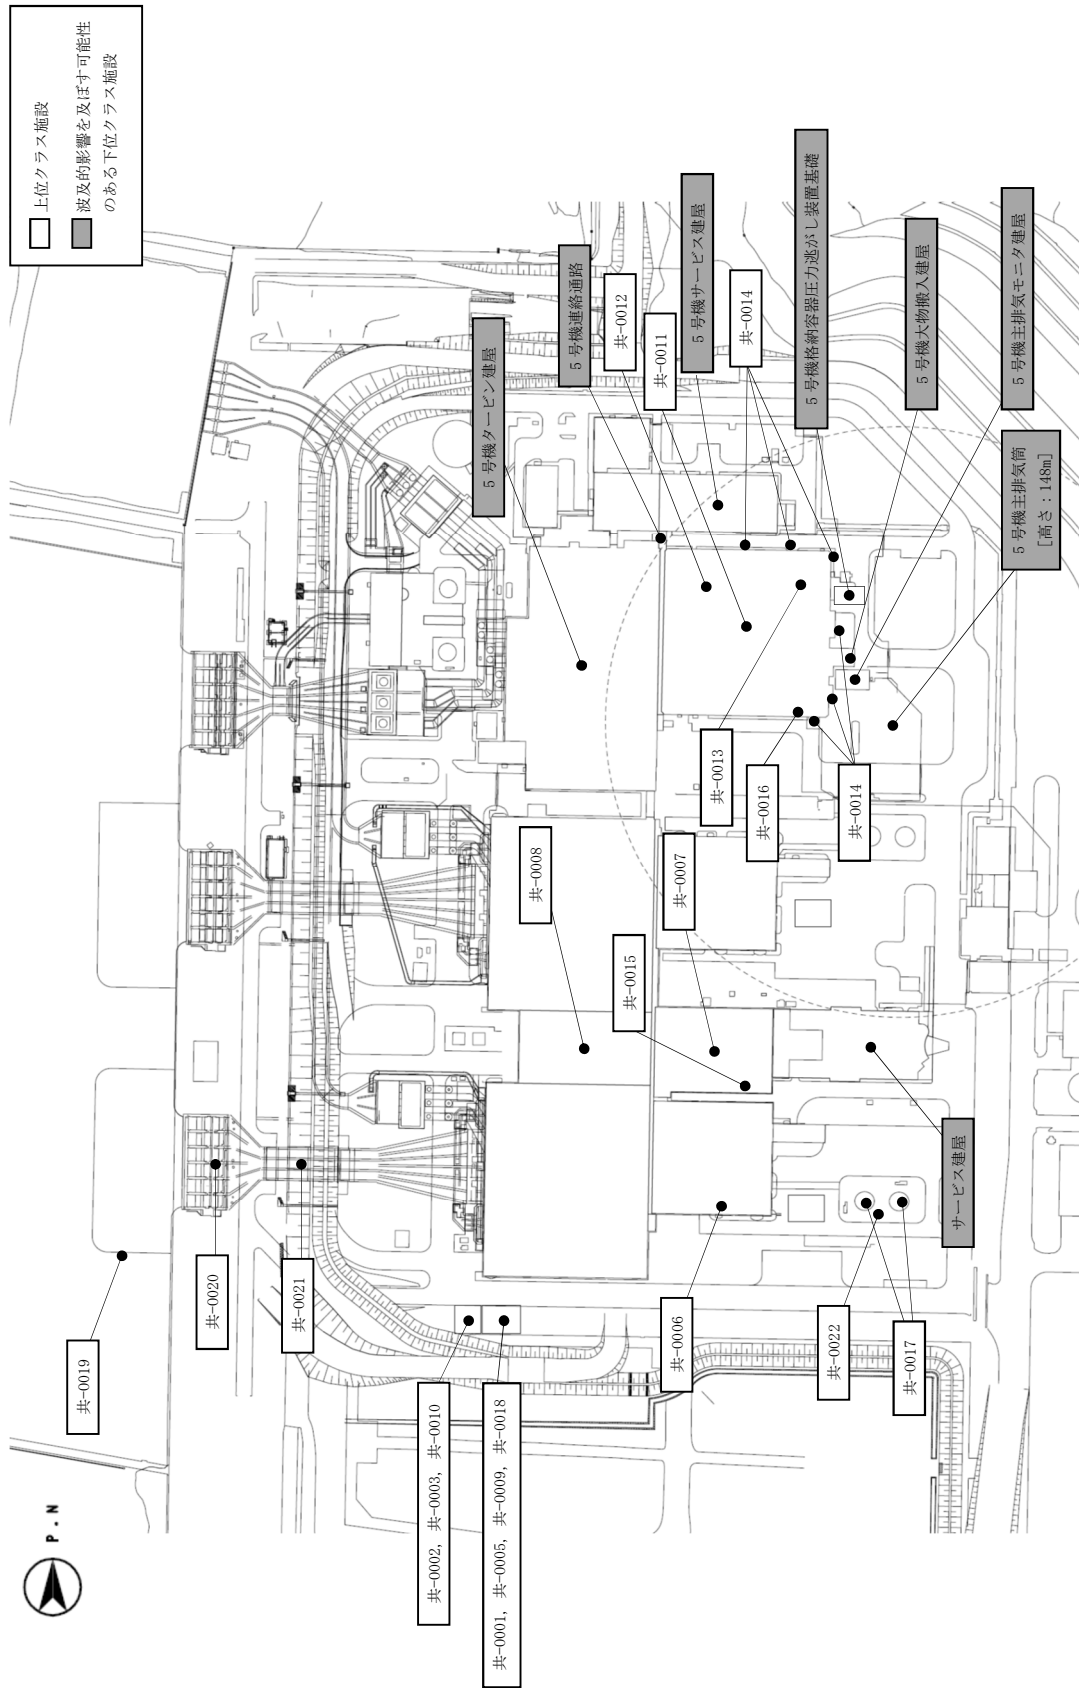 上位クラス施設
波及的影響を及ぼす可能性
のある下位クラス施設
P.N
共-0019
共-0020
共-0021
共-0002, 共-0003, 共-0010
共-0001, 共-0005, 共-0009, 共-0018
共-0006
共-0022
共-0017
サービス建屋
共-0015
共-0008
共-0007
共-0013
共-0016
共-0014
5号機タービン建屋
5号機連絡通路
共-0012
共-0011
5号機サービス建屋
共-0014
5号機格納容器圧力逃がし装置基礎
5号機大物搬入建屋
5号機主排気モニタ建屋
5号機主排気筒
[高さ：148m]